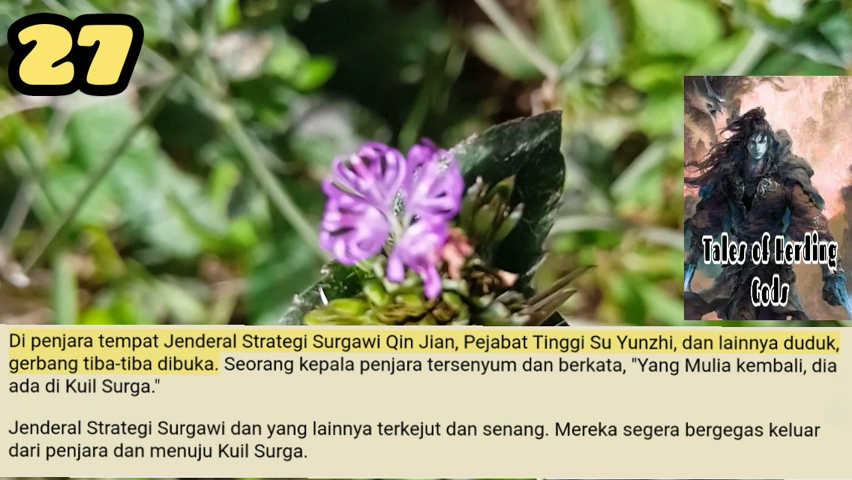 27
Tales of Herding
Gods
Di penjara tempat Jenderal Strategi Surgawi Qin Jian, Pejabat Tinggi Su Yunzhi, dan lainnya duduk,
gerbang tiba-tiba dibuka. Seorang kepala penjara tersenyum dan berkata, "Yang Mulia kembali, dia
ada di Kuil Surga."
Jenderal Strategi Surgawi dan yang lainnya terkejut dan senang. Mereka segera bergegas keluar
dari penjara dan menuju Kuil Surga.